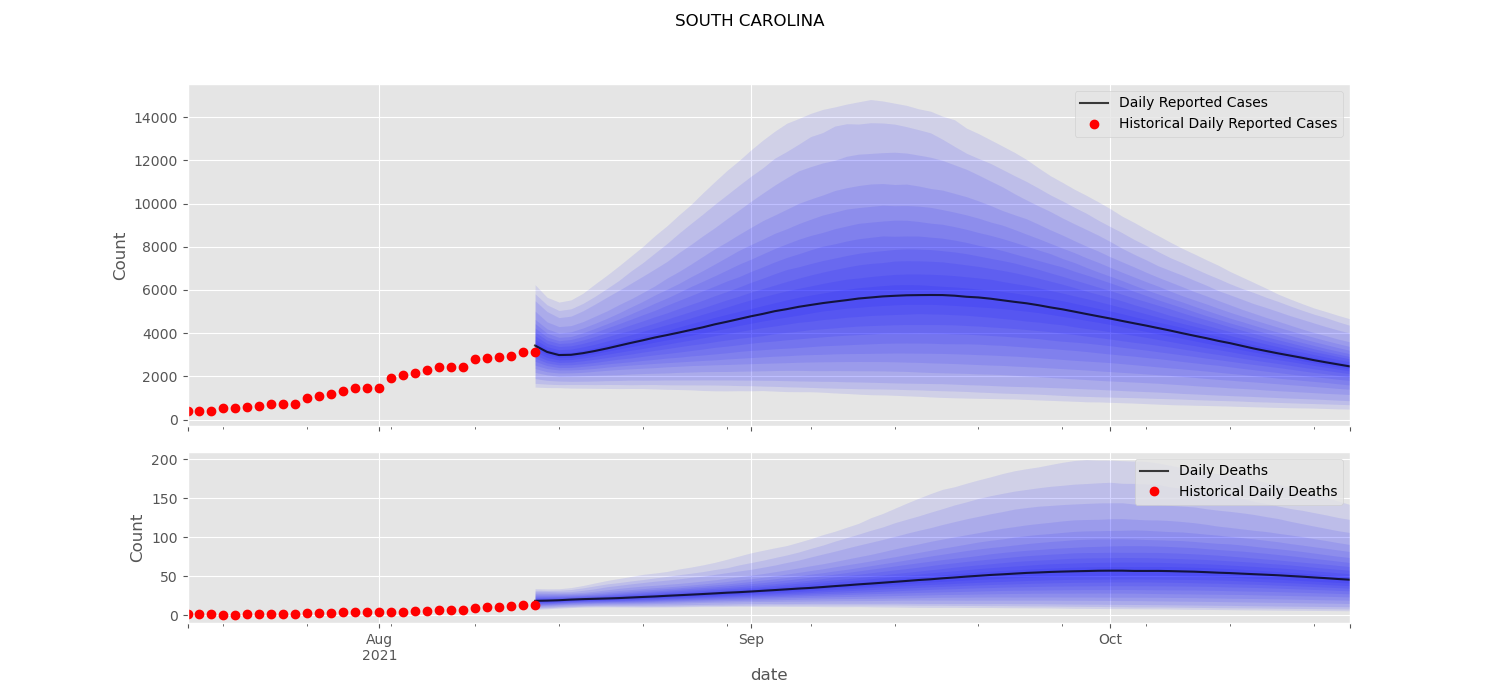 SOUTH CAROLINA
14000
12000
10000
8000
6000
4000
2000
0
Count
Daily Reported Cases
Historical Daily Reported Cases
200
150
100
50
0
Count
Daily Deaths
Historical Daily Deaths
Aug
2021
Sep
Oct
date